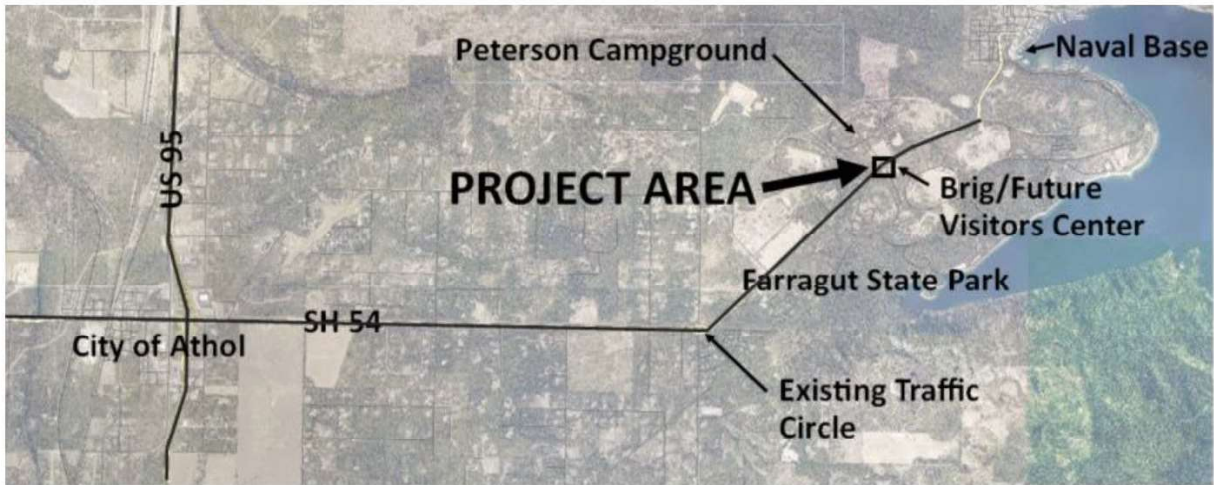 Peterson Campground
Naval Base
US 95
PROJECT AREA
Brig/Future
Visitors Center
Farragut State Park
SH 54
City of Athol
Existing Traffic
Circle